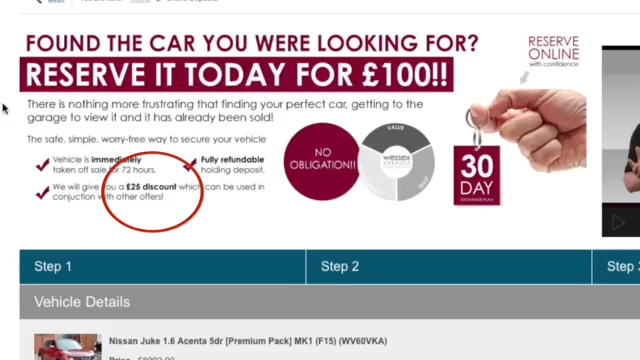 FOUND THE CAR YOU WERE LOOKING FOR?
RESERVE IT TODAY FOR £100!!
There is nothing more frustrating that finding your perfect car, getting to the
garage to view it and it has already been sold!
The safe, simple, worry-free way to secure your vehicle
Vehicle is immediately
taken off sale for 72 hours.
Fully refundable
holding deposit.
We will give you a £25 discount which can be used in
conjuction with other offers!
NO
OBLIGATION!!
VALUE
wessex
GARAGES
TRUST
RESERVE
ONLINE
with confidence
30
DAY
EXCHANGE PLAN
Step 1
Step 2
Step 3
Vehicle Details
Nissan Juke 1.6 Acenta 5dr [Premium Pack] MK1 (F15) (WV60VKA)